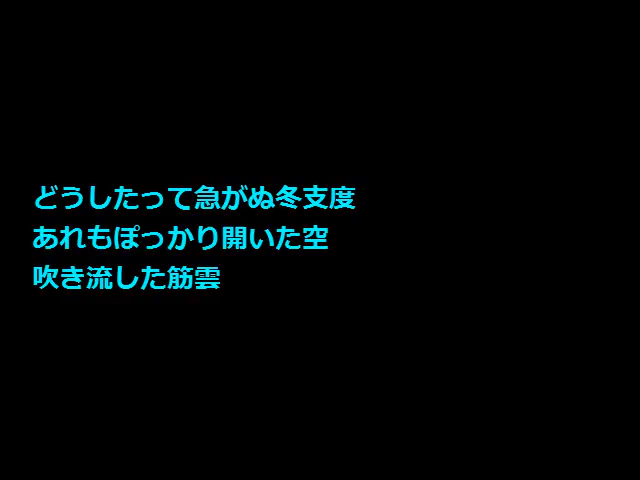 どうしたって急がぬ冬支度
あれもぽっかり開いた空
吹き流した筋雲